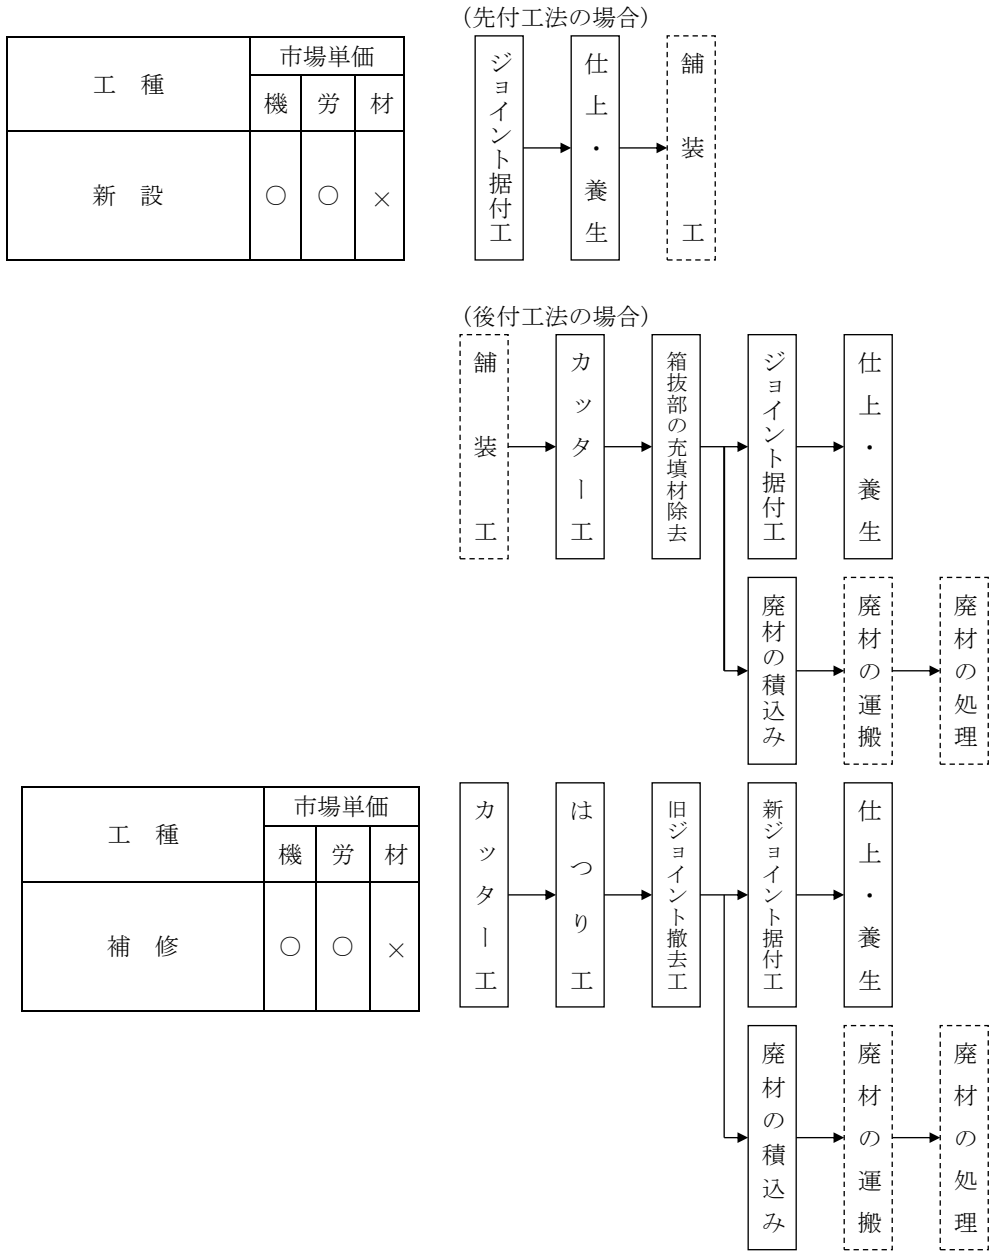 （先付工法の場合）
工　種
市場単価
機
労
材
新　設
○
○
×
ジョイント据付工
仕上・養生
舗装工
（後付工法の場合）
舗装工
カッター工
箱抜部の充填材除去
ジョイント据付工
仕上・養生
廃材の積込み
廃材の運搬
廃材の処理
工　種
市場単価
機
労
材
補　修
○
○
×
カッター工
はつり工
旧ジョイント撤去工
新ジョイント据付工
仕上・養生
廃材の積込み
廃材の運搬
廃材の処理